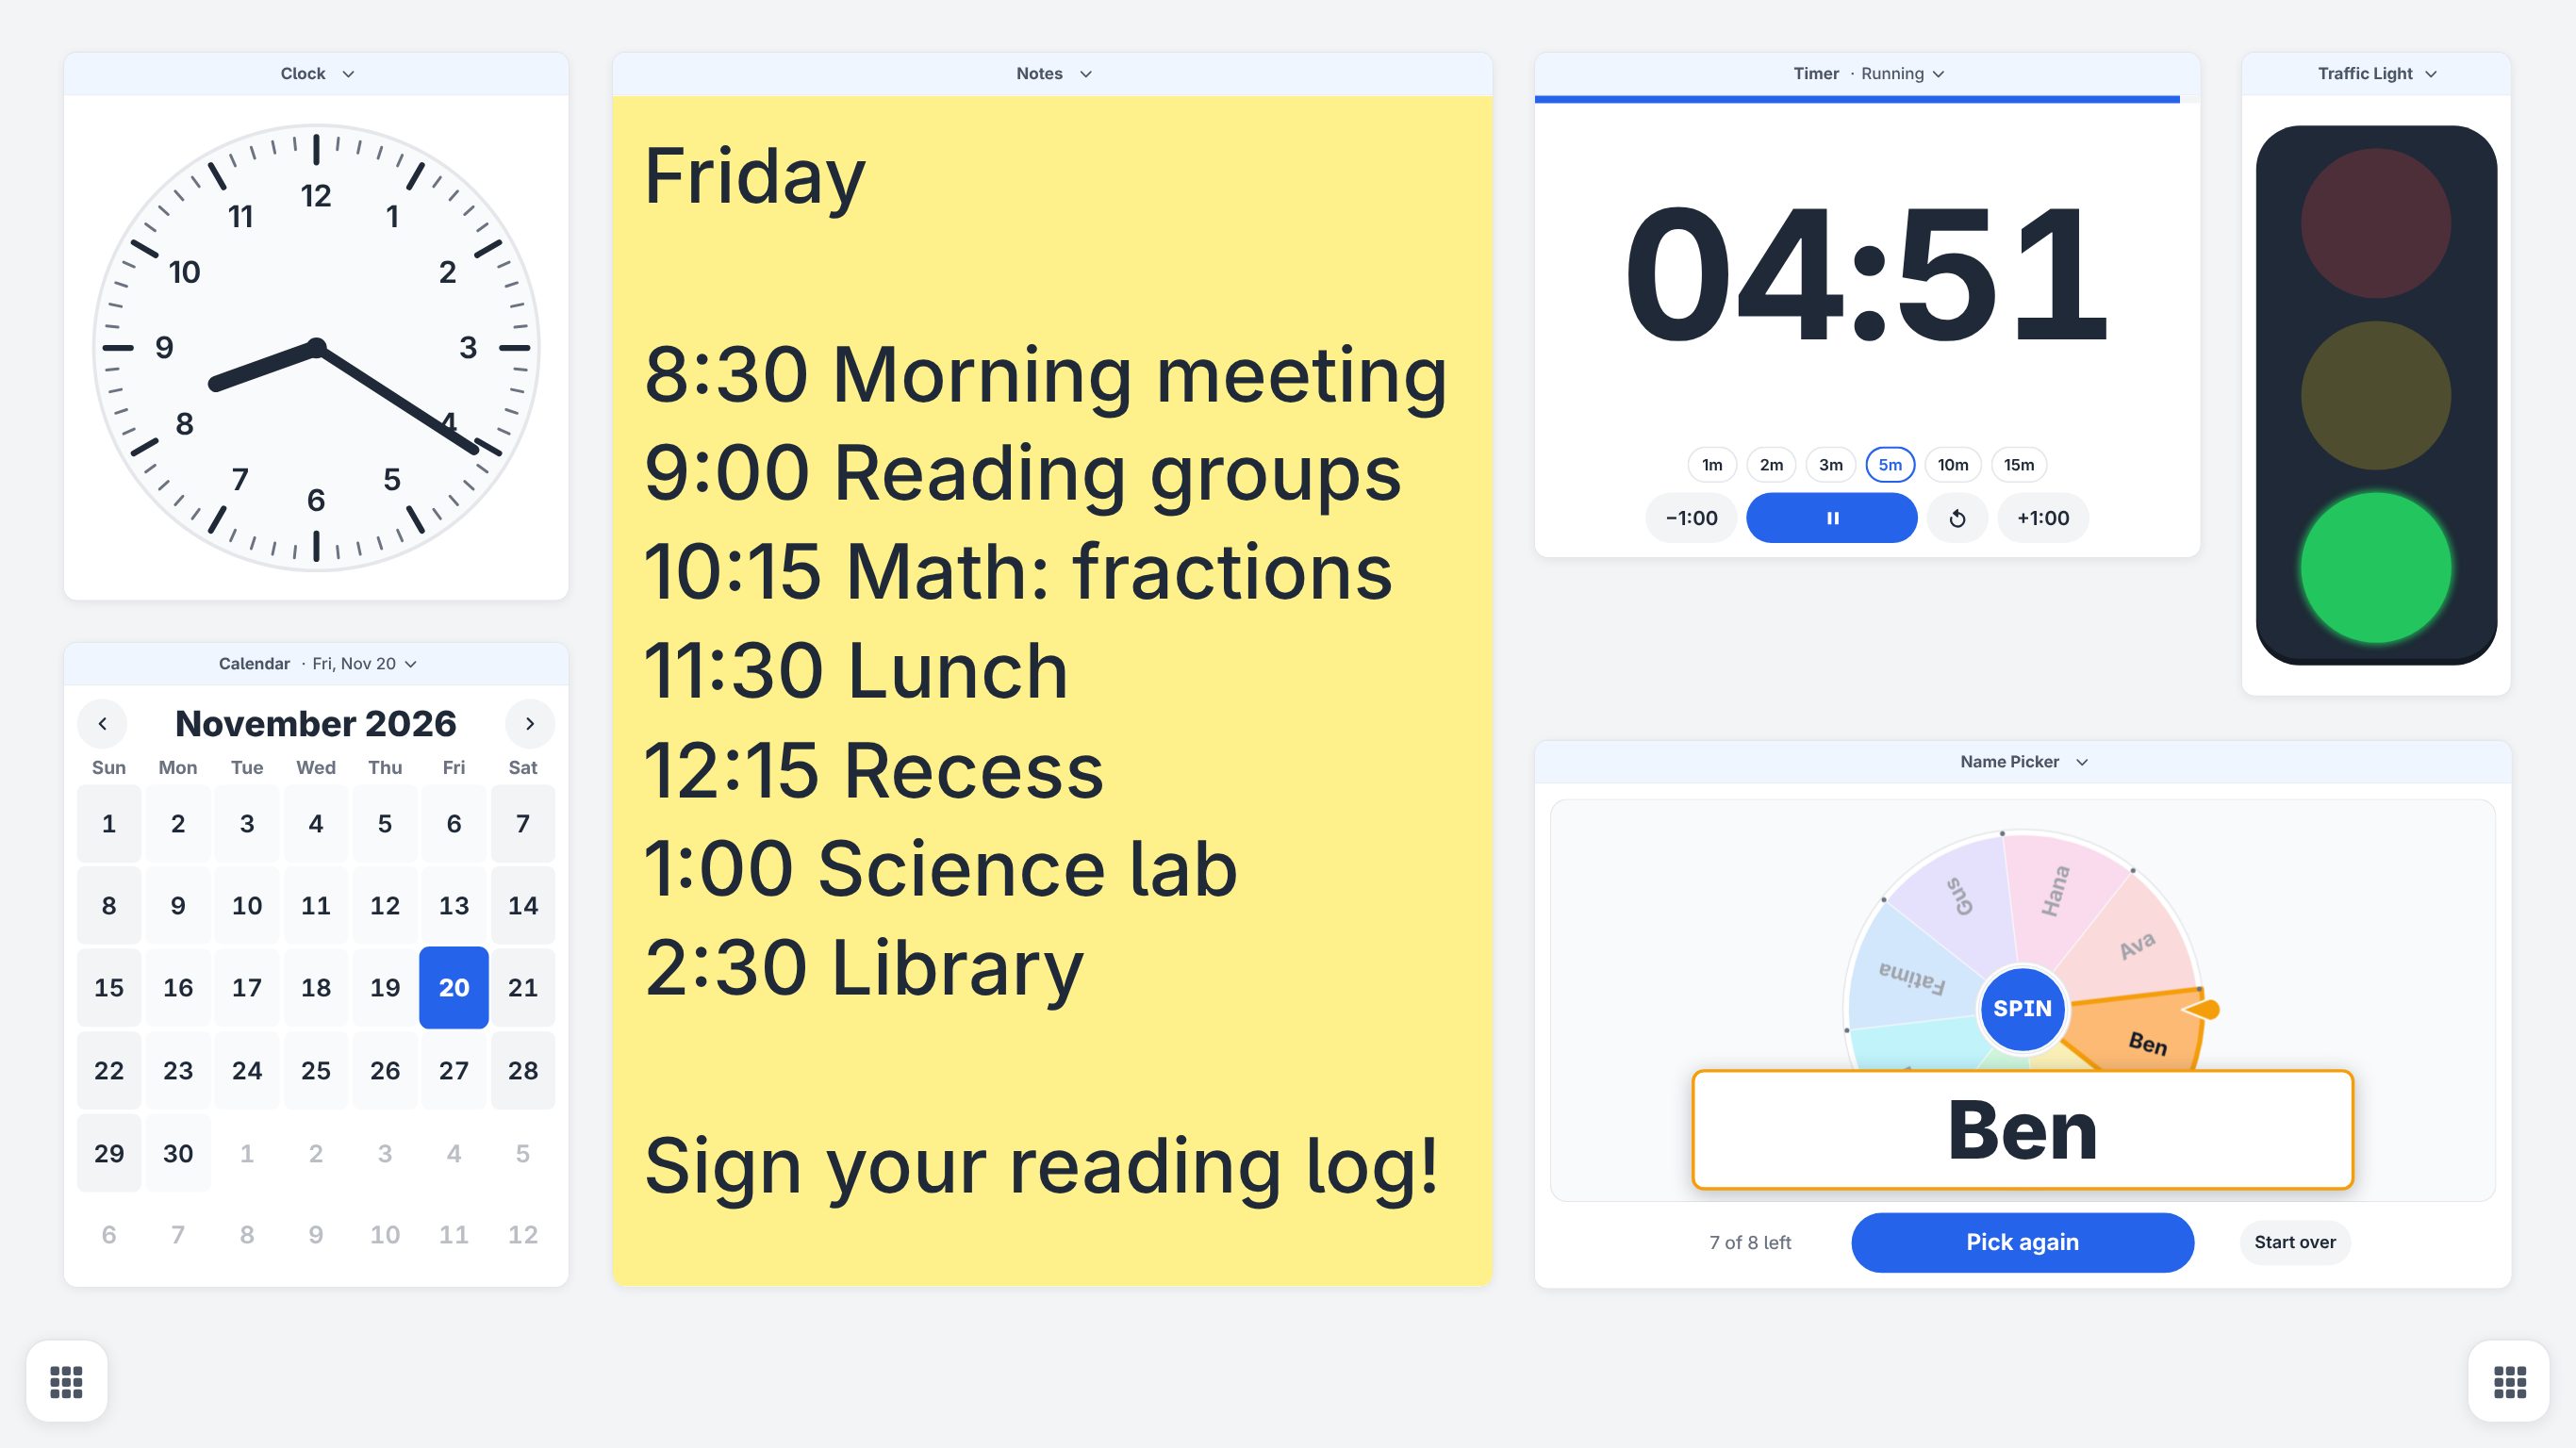 Clock
12
1
2
3
4
5
6
7
8
9
10
11
Calendar · Fri, Nov 20
November 2026
Sun Mon Tue Wed Thu Fri Sat
1 2 3 4 5 6 7
8 9 10 11 12 13 14
15 16 17 18 19 20 21
22 23 24 25 26 27 28
29 30 1 2 3 4 5
6 7 8 9 10 11 12
Notes
Friday
8:30 Morning meeting
9:00 Reading groups
10:15 Math: fractions
11:30 Lunch
12:15 Recess
1:00 Science lab
2:30 Library
Sign your reading log!
Timer · Running
04:51
1m 2m 3m 5m 10m 15m
−1:00 +1:00
Traffic Light
Name Picker
Gus
Hana
Ava
Fatima
SPIN
Ben
Ben
7 of 8 left
Pick again
Start over